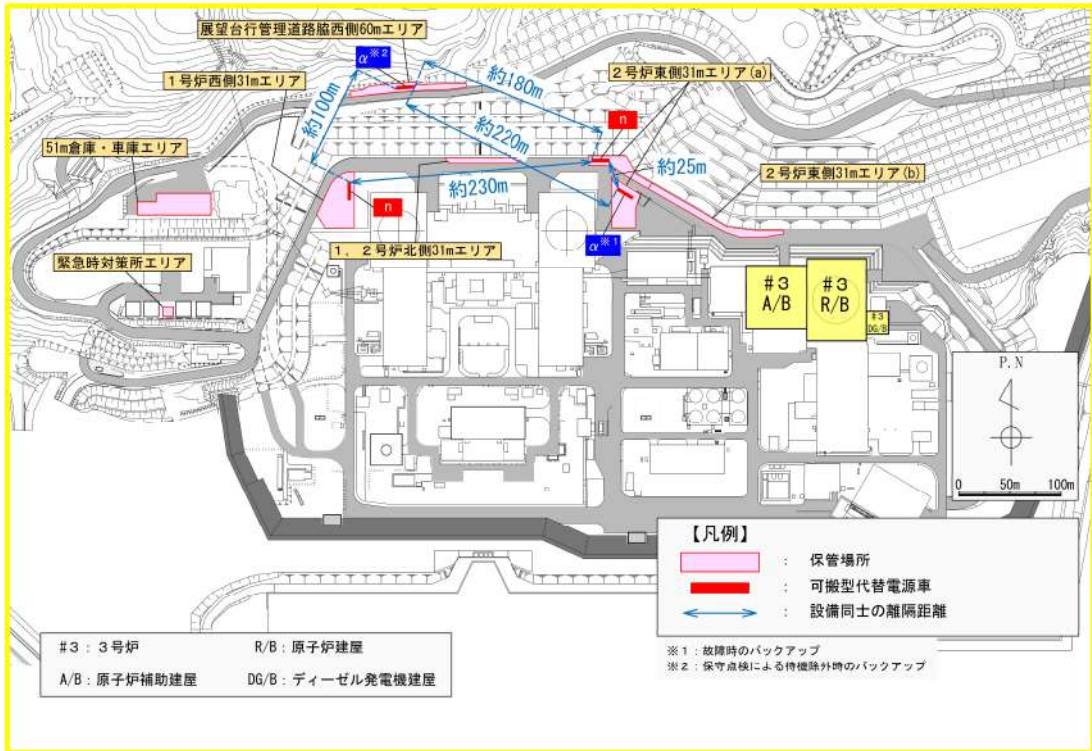 展望台行管理道路脇西側60mエリア
α※2
1号炉西側31mエリア
2号炉東側31mエリア(a)
約180m
n
約100m
約220m
51m倉庫・車庫エリア
約25m
2号炉東側31mエリア(b)
約230m
n
α※1
1,2号炉北側31mエリア
緊急時対策所エリア
#3
A/B
#3
R/B
#3
DG/B
P.N
0 50m 100m
【凡例】
: 保管場所
: 可搬型代替電源車
: 設備同士の離隔距離
※1:故障時のバックアップ
※2:保守点検による待機除外時のバックアップ
#3:3号炉 R/B:原子炉建屋
A/B:原子炉補助建屋 DG/B:ディーゼル発電機建屋